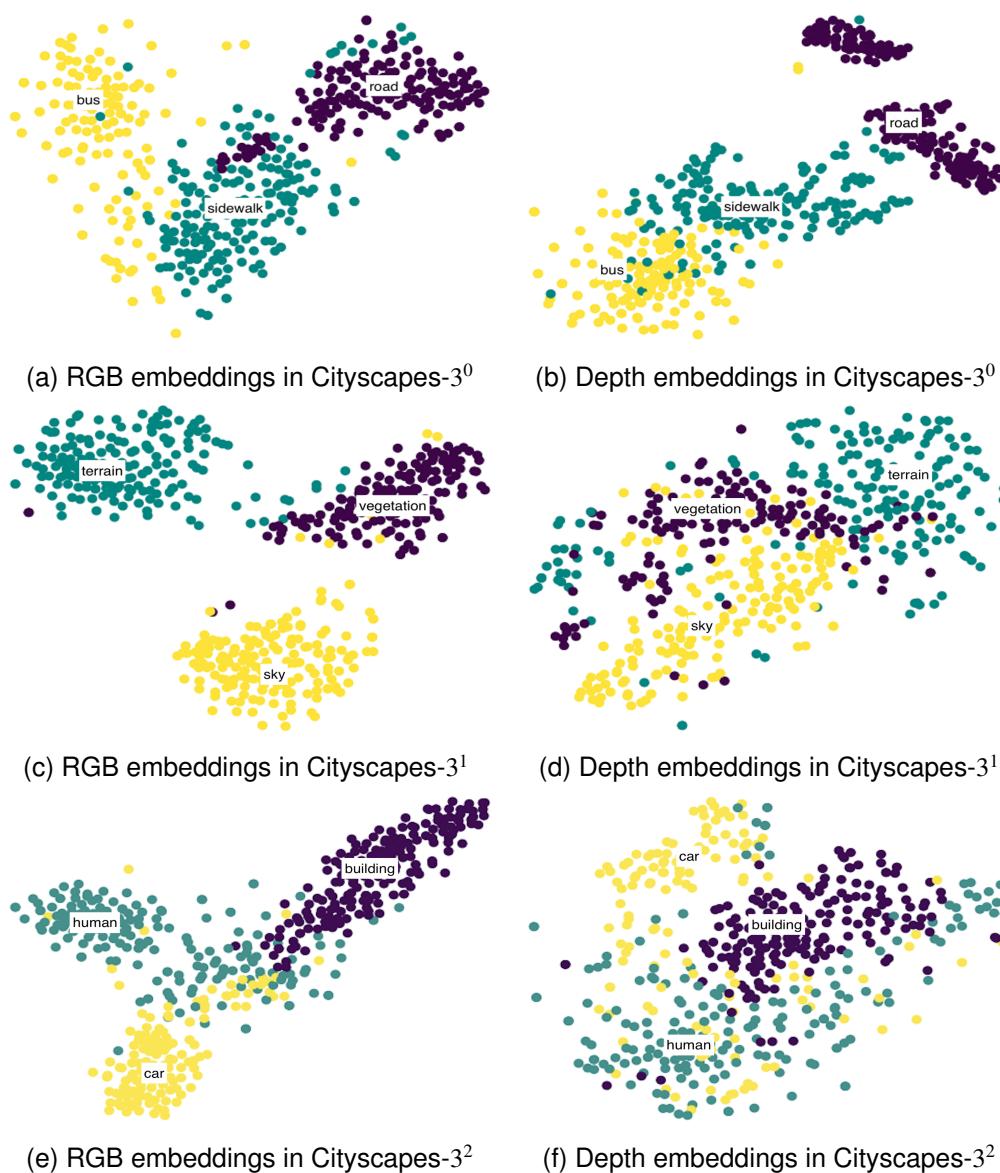 bus
road
sidewalk
road
sidewalk
bus
(a) RGB embeddings in Cityscapes-3⁰
(b) Depth embeddings in Cityscapes-3⁰
terrain
vegetation
sky
terrain
vegetation
sky
(c) RGB embeddings in Cityscapes-3¹
(d) Depth embeddings in Cityscapes-3¹
building
human
car
car
building
human
(e) RGB embeddings in Cityscapes-3²
(f) Depth embeddings in Cityscapes-3²